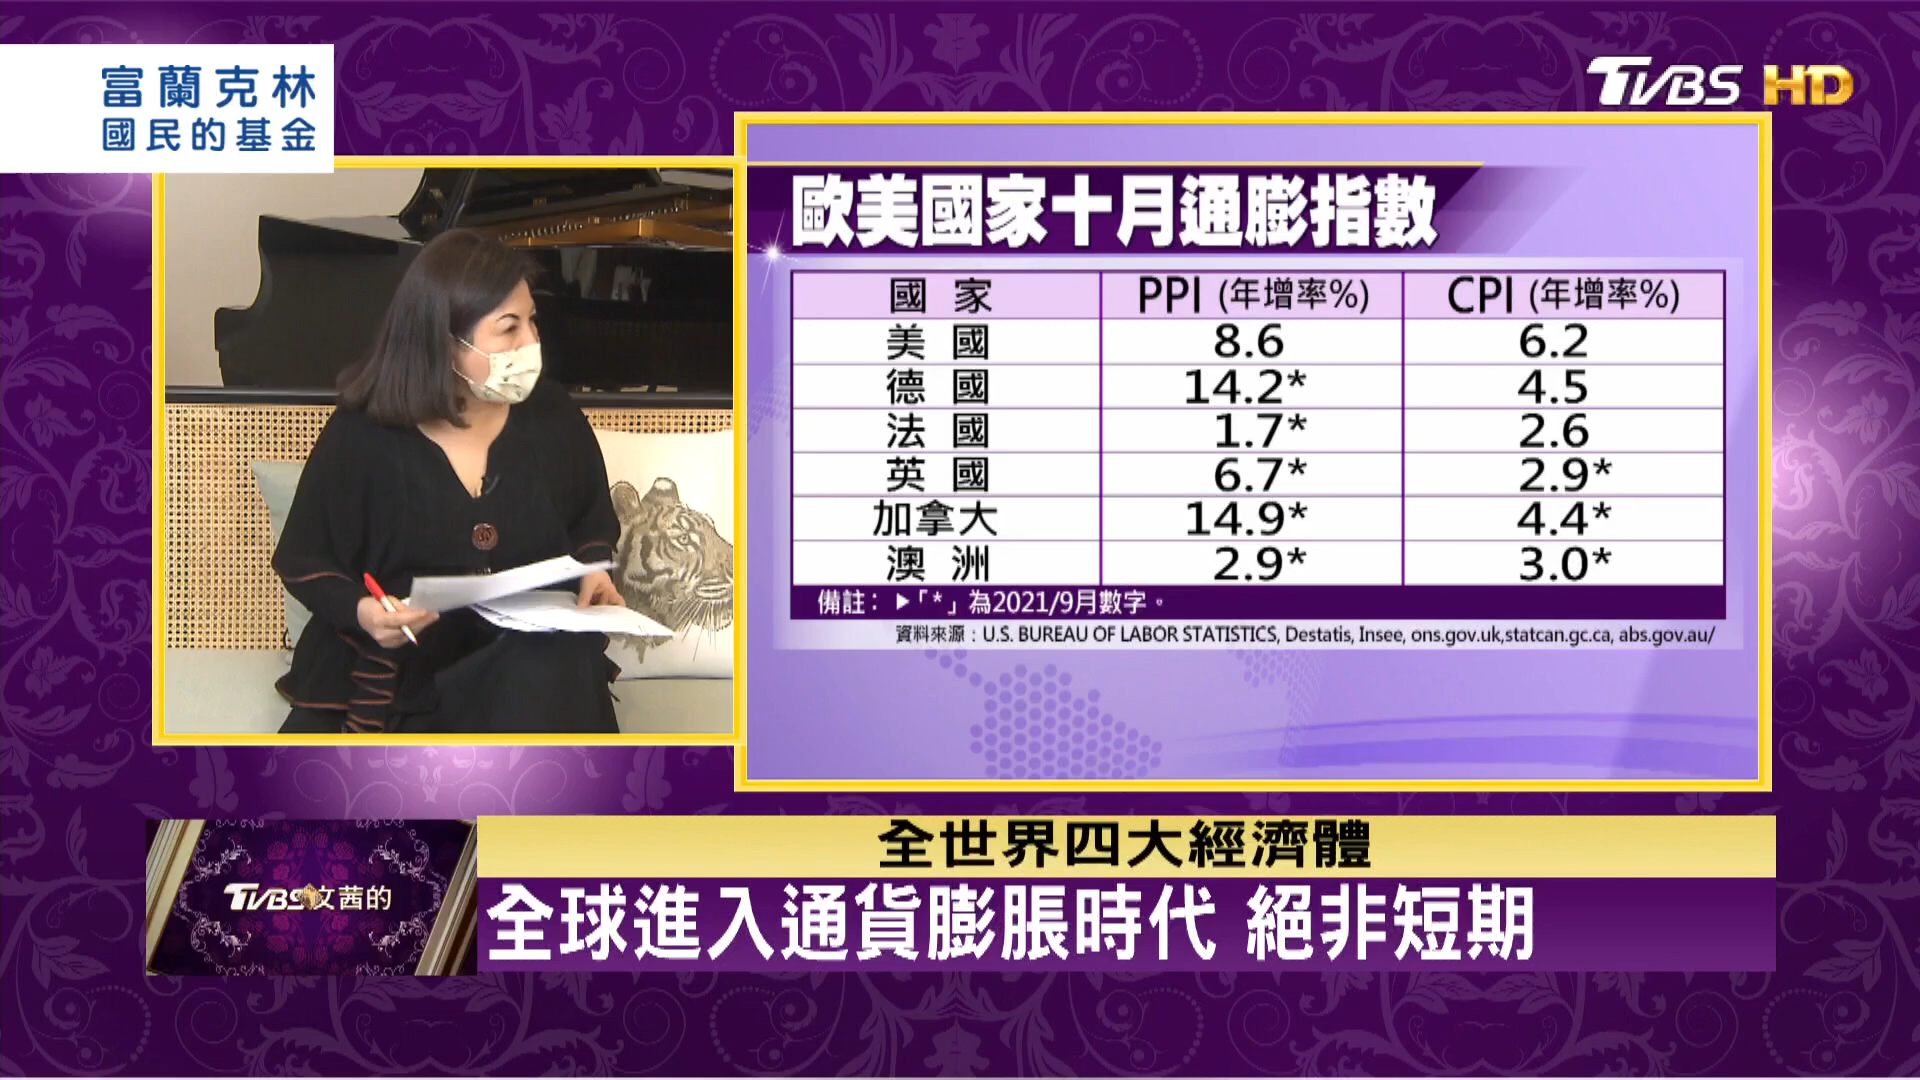 富蘭克林
國民的基金
TVBS HD
歐美國家十月通膨指數
國家 PPI (年增率%) CPI (年增率%)
美國 8.6 6.2
德國 14.2* 4.5
法國 1.7* 2.6
英國 6.7* 2.9*
加拿大 14.9* 4.4*
澳洲 2.9* 3.0*
備註：▶「*」為2021/9月數字。
資料來源：U.S. BUREAU OF LABOR STATISTICS, Destatis, Insee, ons.gov.uk,statcan.gc.ca, abs.gov.au/
全世界四大經濟體
TVBS 文茜的
全球進入通貨膨脹時代 絕非短期